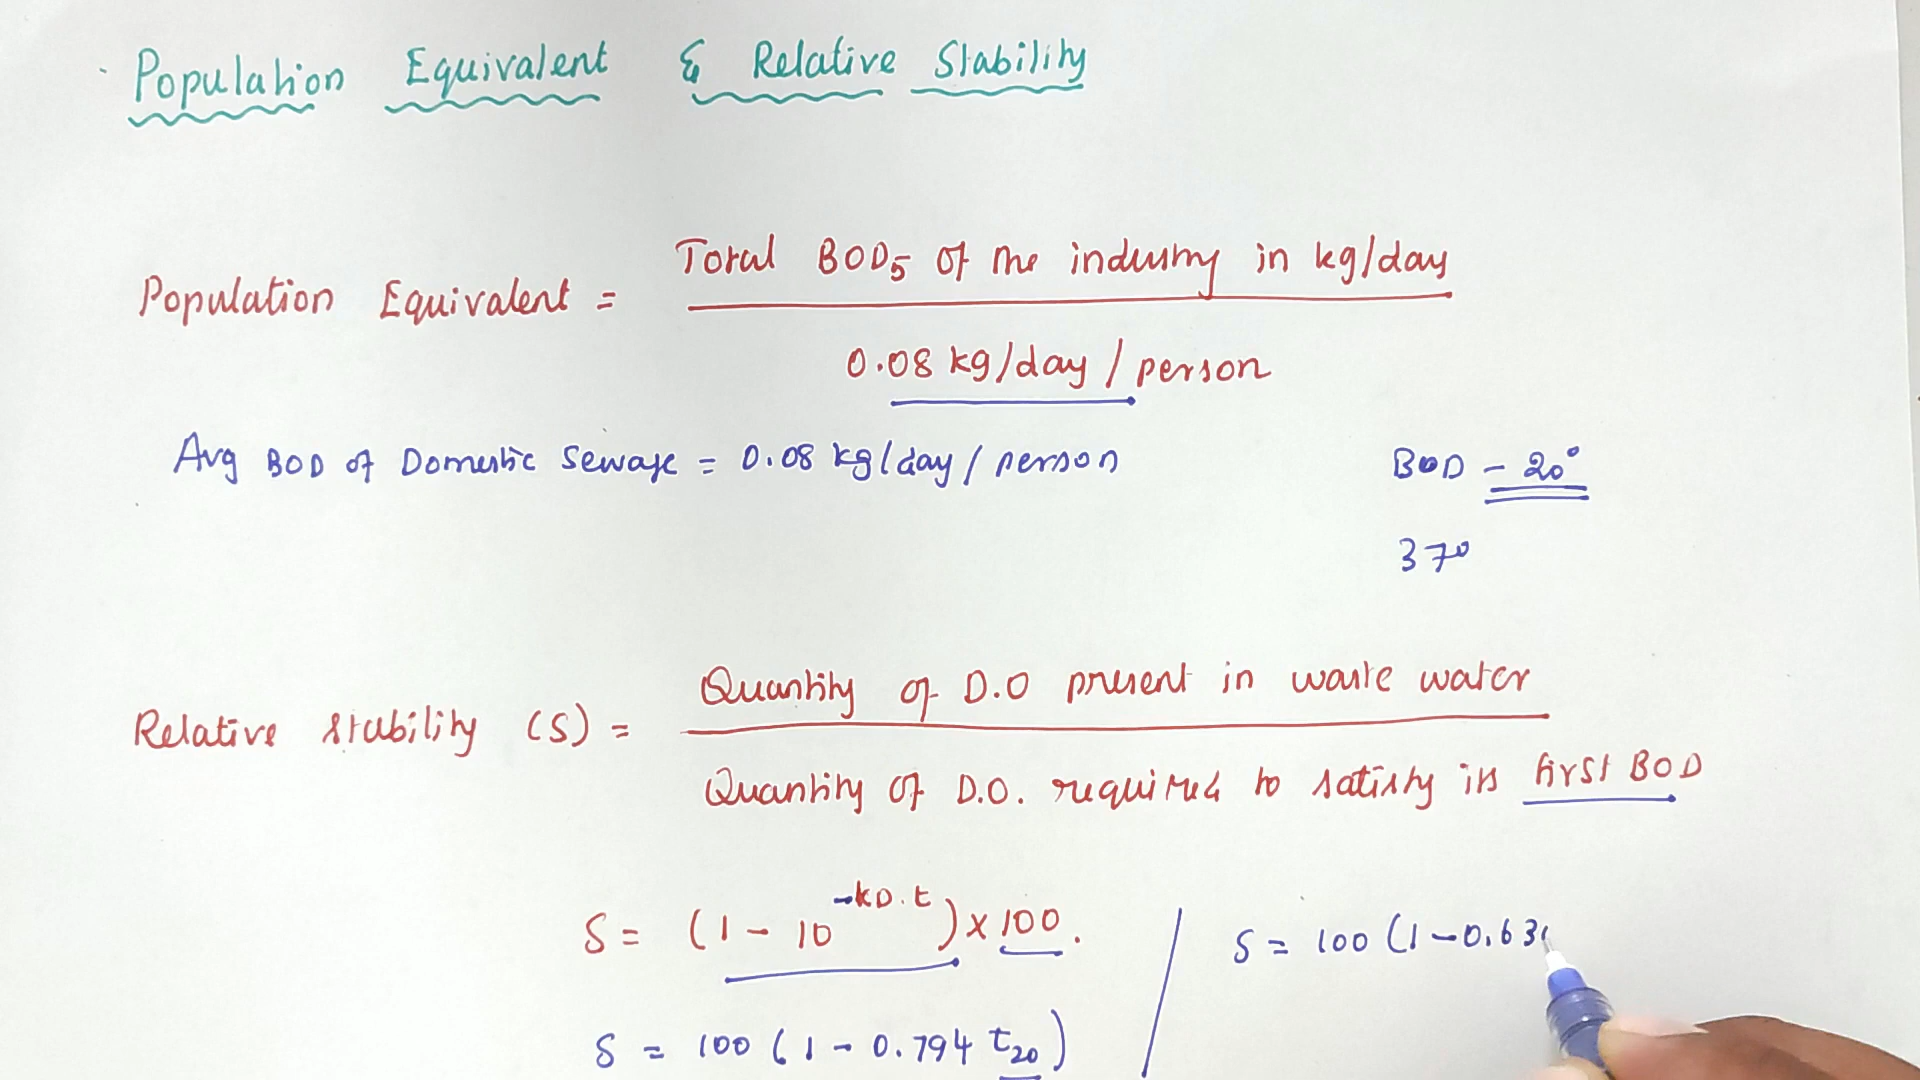 Population Equivalent & Relative Stability
Population Equivalent = Total BOD5 of the industry in kg/day
0.08 kg/day / person
Avg BOD of Domestic Sewage = 0.08 kg/day / person
BOD - 20°
37°
Relative stability (S) = Quantity of D.O present in waste water
Quantity of D.O. required to satisfy its first BOD
S = (1 - 10^-KD.t) x 100.
S = 100 (1 - 0.630
S = 100 (1 - 0.794 t20)